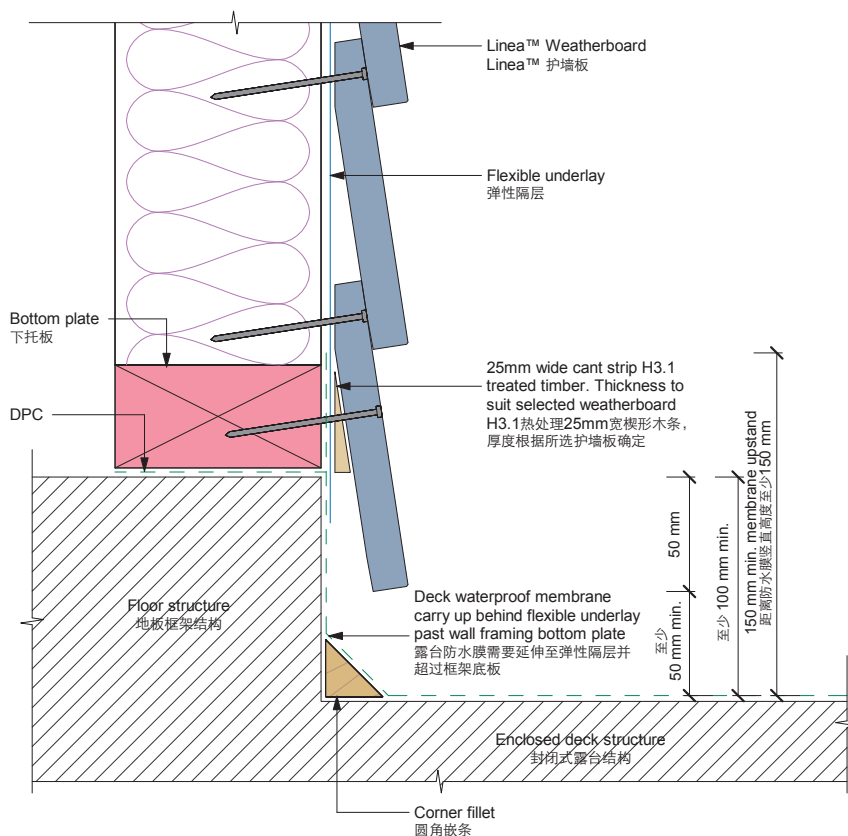 Linea™ Weatherboard
Linea™ 护墙板
Flexible underlay
弹性隔层
Bottom plate
下托板
25mm wide cant strip H3.1
treated timber. Thickness to
suit selected weatherboard
H3.1热处理25mm宽楔形木条，
厚度根据所选护墙板确定
DPC
50 mm
至少
50 mm min.
至少 100 mm min.
150 mm min. membrane upstand
距离防水膜竖直高度至少150 mm
Floor structure
地板框架结构
Deck waterproof membrane
carry up behind flexible underlay
past wall framing bottom plate
露台防水膜需要延伸至弹性隔层并
超过框架底板
Enclosed deck structure
封闭式露台结构
Corner fillet
圆角嵌条